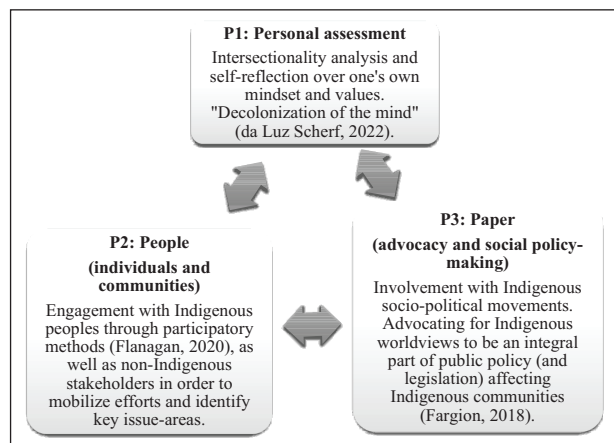 P1: Personal assessment
Intersectionality analysis and
self-reflection over one's own
mindset and values.
"Decolonization of the mind"
(da Luz Scherf, 2022).
P2: People
(individuals and
communities)
Engagement with Indigenous
peoples through participatory
methods (Flanagan, 2020), as
well as non-Indigenous
stakeholders in order to
mobilize efforts and identify
key issue-areas.
P3: Paper
(advocacy and social policy-
making)
Involvement with Indigenous
socio-political movements.
Advocating for Indigenous
worldviews to be an integral
part of public policy (and
legislation) affecting
Indigenous communities
(Fargion, 2018).